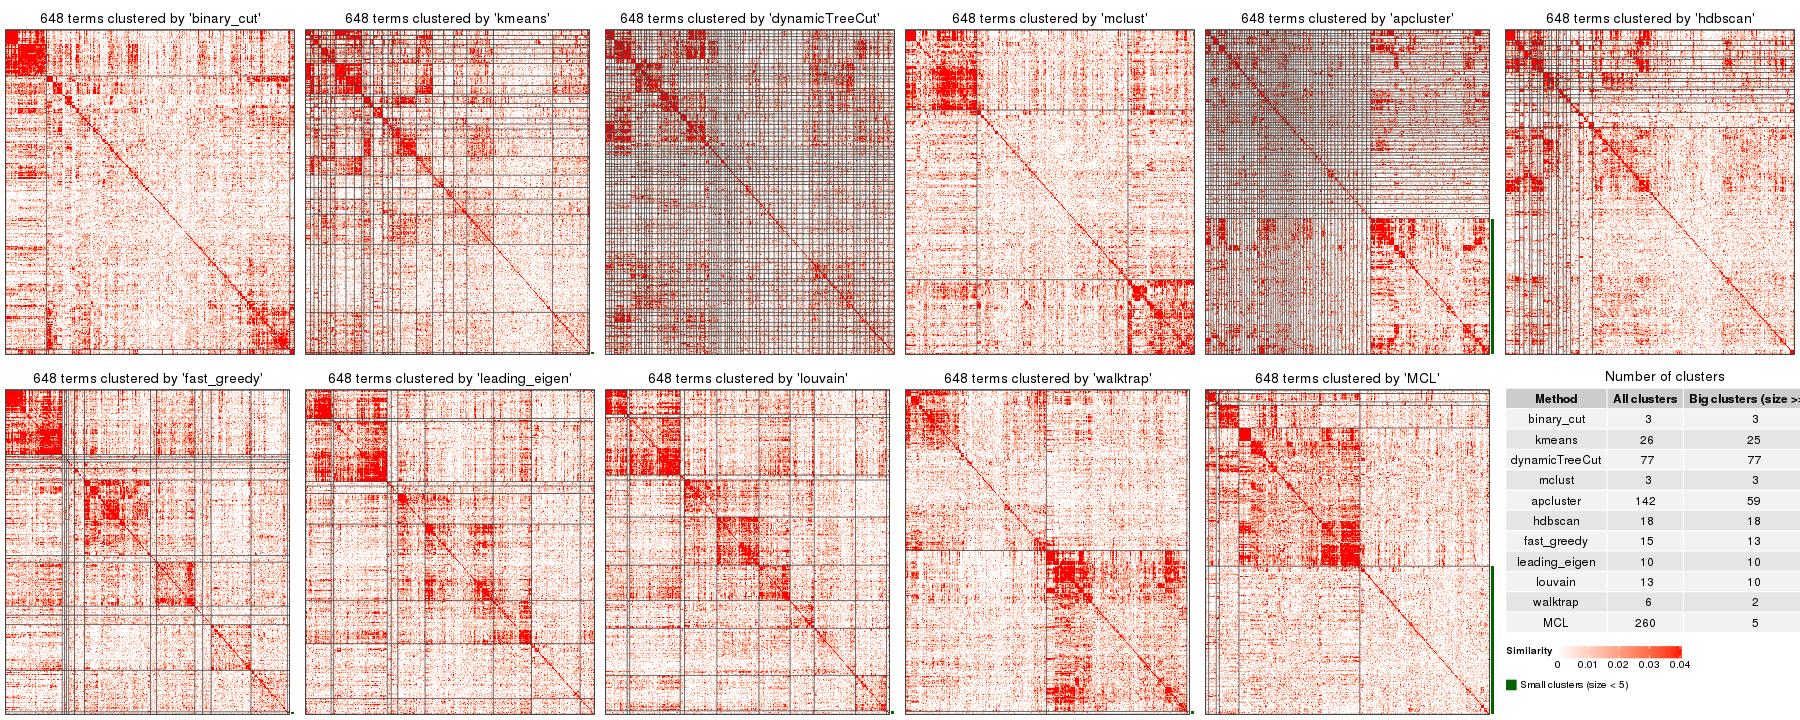 648 terms clustered by 'binary_cut'
648 terms clustered by 'kmeans'
648 terms clustered by 'dynamicTreeCut'
648 terms clustered by 'mclust'
648 terms clustered by 'apcluster'
648 terms clustered by 'hdbscan'
648 terms clustered by 'fast_greedy'
648 terms clustered by 'leading_eigen'
648 terms clustered by 'louvain'
648 terms clustered by 'walktrap'
648 terms clustered by 'MCL'
Number of clusters
Method All clusters Big clusters (size >=
binary_cut 3 3
kmeans 26 25
dynamicTreeCut 77 77
mclust 3 3
apcluster 142 59
hdbscan 18 18
fast_greedy 15 13
leading_eigen 10 10
louvain 13 10
walktrap 6 2
MCL 260 5
Similarity
0 0.01 0.02 0.03 0.04
Small clusters (size < 5)